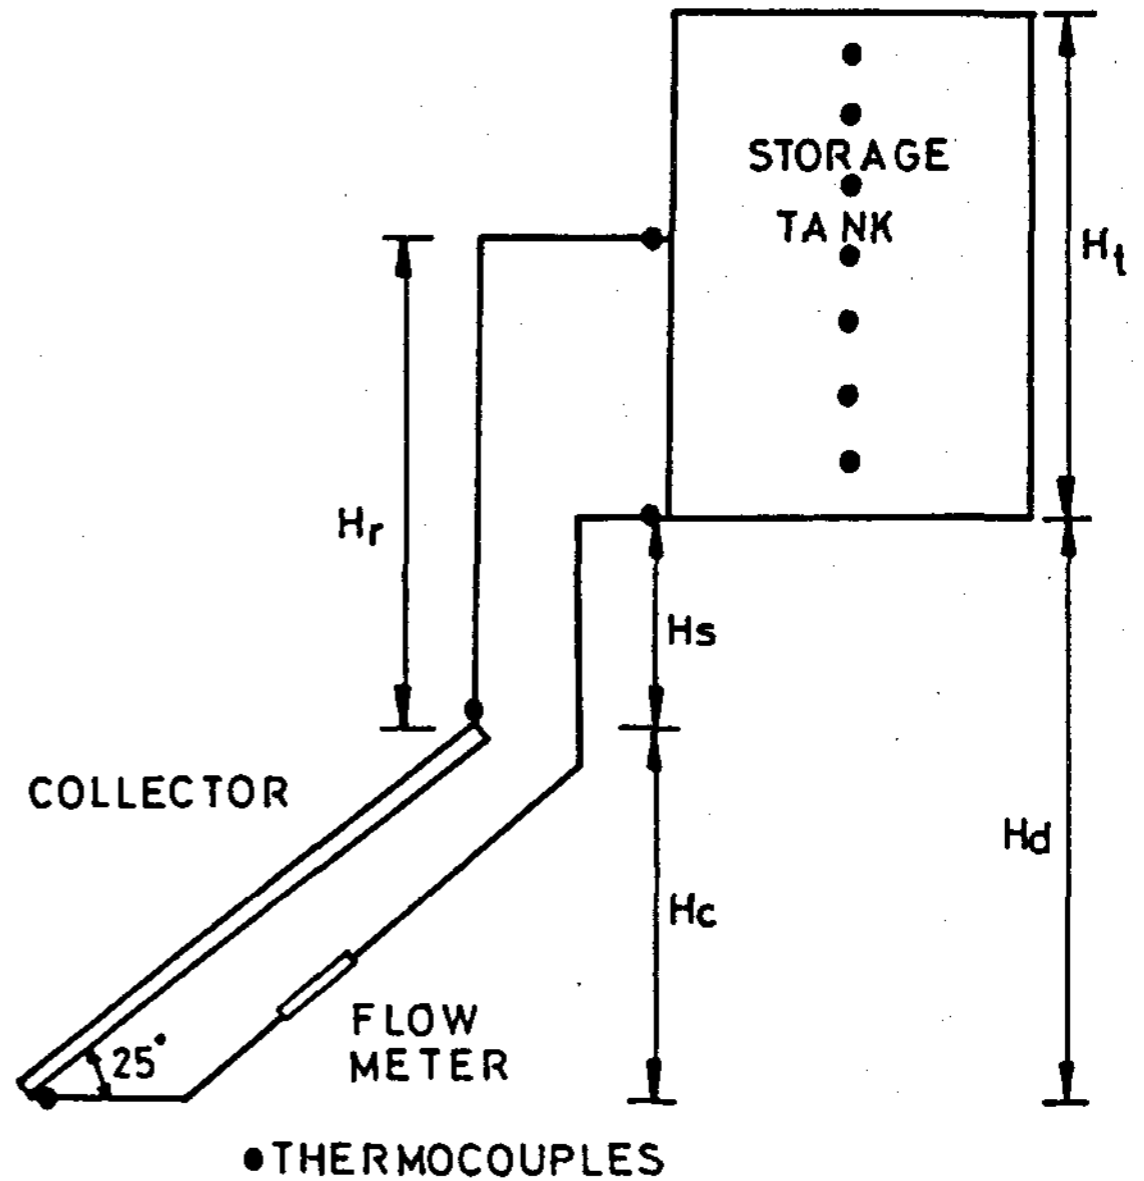 STORAGE
TANK
Ht
Hr
Hs
COLLECTOR
Hd
Hc
FLOW
METER
25°
•THERMOCOUPLES